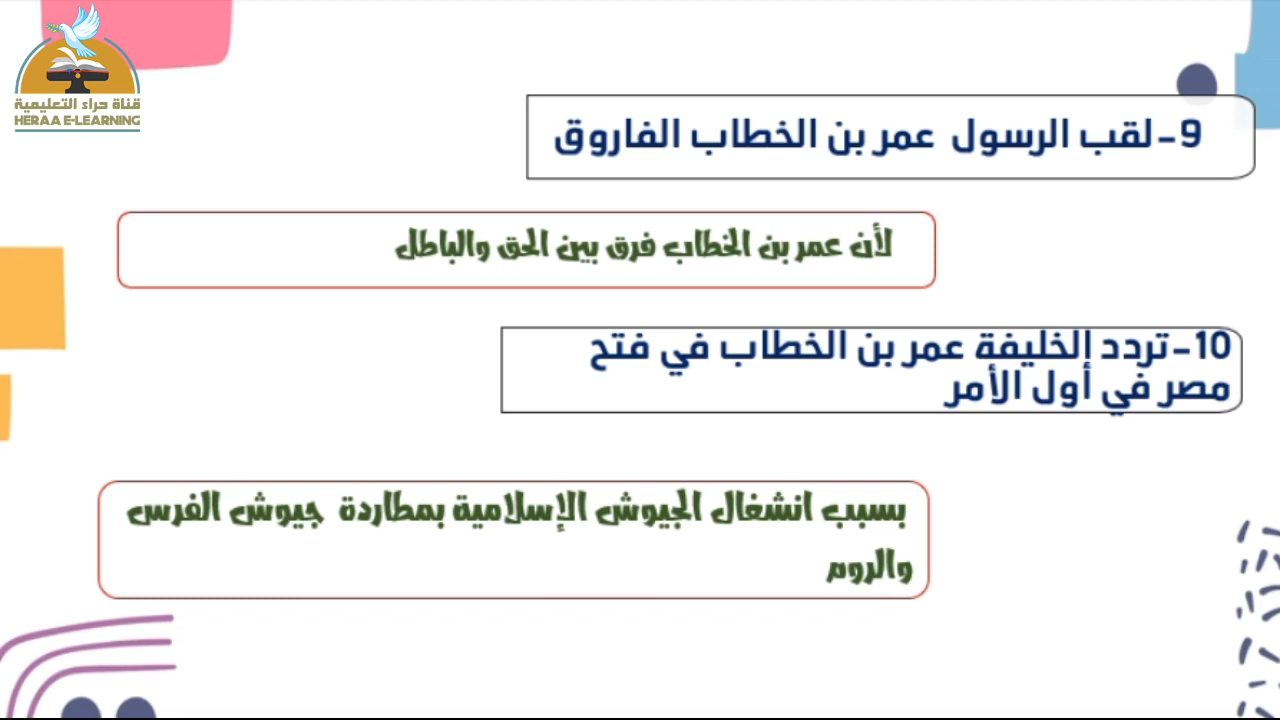 قناة حراء التعليمية
HERAA E-LEARNING
9-لقب الرسول عمر بن الخطاب الفاروق
لأن عمر بن الخطاب فرق بين الحق والباطل
10-تردد الخليفة عمر بن الخطاب في فتح
مصر في أول الأمر
بسبب انشغال الجيوش الإسلامية بمطاردة جيوش الفرس
والروم